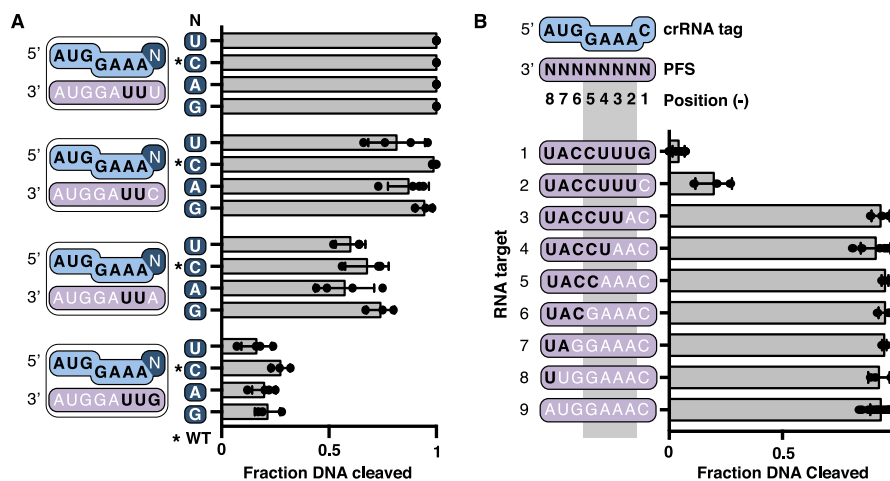 A
N
5’ AUG GAAA N
3’ AUGGAUUU
U
* C
A
G
5’ AUG GAAA N
3’ AUGGAUUC
U
* C
A
G
5’ AUG GAAA N
3’ AUGGAUUA
U
* C
A
G
5’ AUG GAAA N
3’ AUGGAUUG
U
* C
A
G
* WT
0 0.5 1
Fraction DNA cleaved
B
5’ AUG GAAA C crRNA tag
3’ NNNNNNNN PFS
8 7 6 5 4 3 2 1 Position (-)
RNA target
1 UACCUUUG
2 UACCUUUC
3 UACCUUAC
4 UACCUAAC
5 UACCAAAC
6 UACGAAAC
7 UAGGAAAC
8 UUGGAAAC
9 AUGGAAAC
0 0.5
Fraction DNA Cleaved